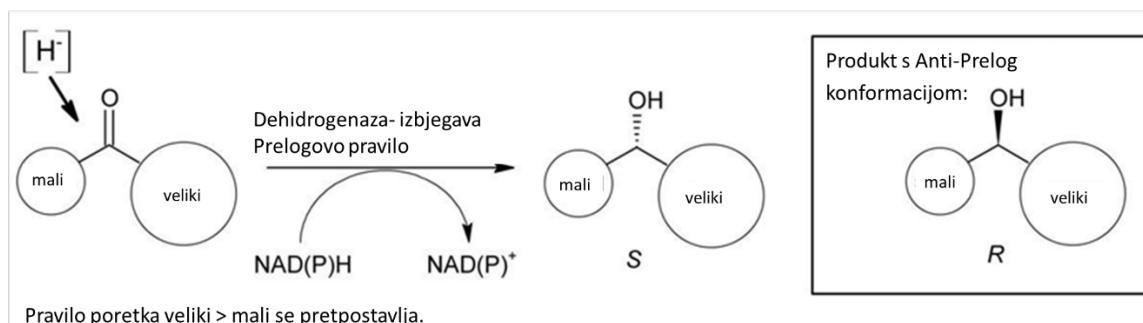 [H⁻]
O
mali
veliki
Dehidrogenaza- izbjegava
Prelogovo pravilo
NAD(P)H
NAD(P)⁺
OH
mali
veliki
S
Produkt s Anti-Prelog
konformacijom:
OH
mali
veliki
R
Pravilo poretka veliki > mali se pretpostavlja.